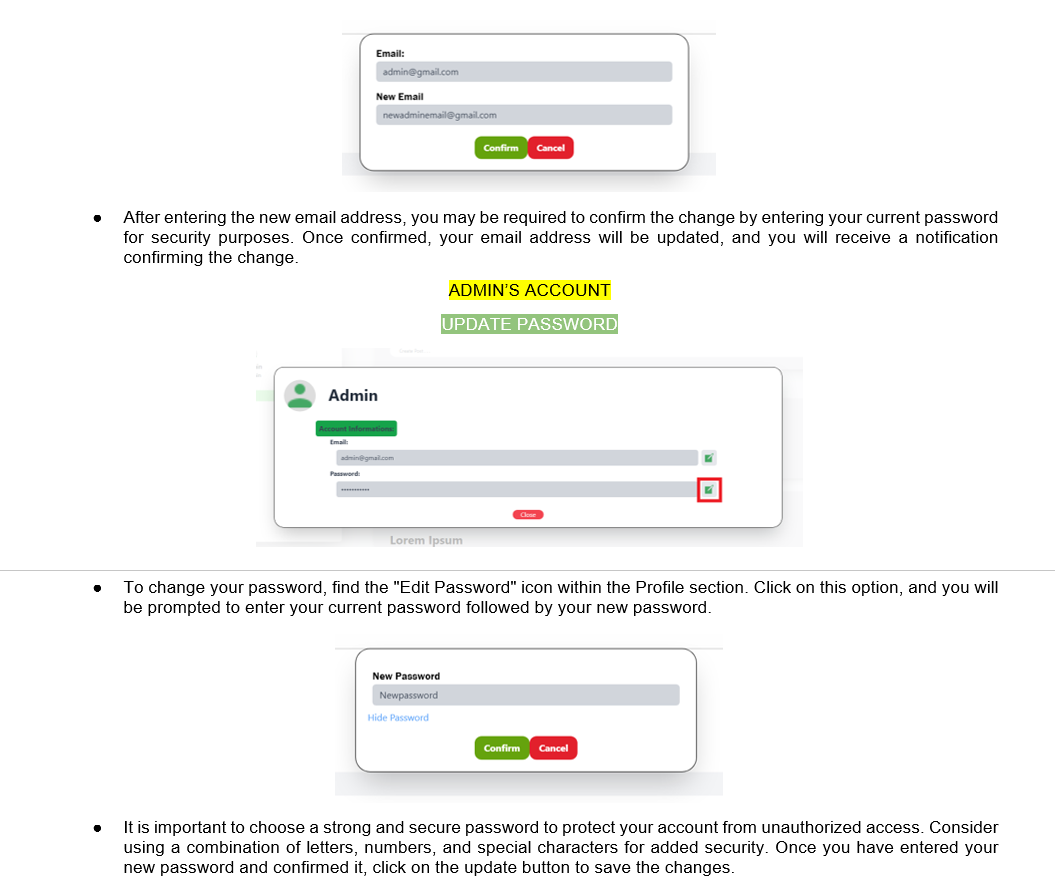 Email:
admin@gmail.com
New Email
newadminemail@gmail.com
Confirm Cancel
● After entering the new email address, you may be required to confirm the change by entering your current password
for security purposes. Once confirmed, your email address will be updated, and you will receive a notification
confirming the change.
ADMIN'S ACCOUNT
UPDATE PASSWORD
Admin
Account Informations:
Email:
admin@gmail.com
Password:
Close
Lorem Ipsum
● To change your password, find the "Edit Password" icon within the Profile section. Click on this option, and you will
be prompted to enter your current password followed by your new password.
New Password
Newpassword
Hide Password
Confirm Cancel
● It is important to choose a strong and secure password to protect your account from unauthorized access. Consider
using a combination of letters, numbers, and special characters for added security. Once you have entered your
new password and confirmed it, click on the update button to save the changes.